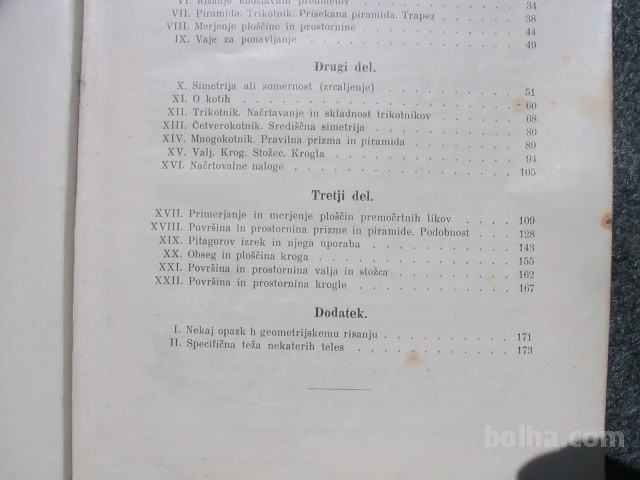 VI. Risanje enostavnih predmetov . . . 34
VII. Piramida. Trikotnik. Prisekana piramida. Trapez . . . 38
VIII. Merjenje ploščine in prostornine . . . 44
IX. Vaje za ponavljanje . . . 49
Drugi del.
X. Simetrija ali somernost (zrcaljenje) . . . 51
XI. O kotih . . . 60
XII. Trikotnik. Načrtavanje in skladnost trikotnikov . . . 68
XIII. Četverokotnik. Središčna simetrija . . . 80
XIV. Mnogokotnik. Pravilna prizma in piramida . . . 89
XV. Valj. Krog. Stožec. Krogla . . . 94
XVI. Načrtovalne naloge . . . 105
Tretji del.
XVII. Primerjanje in merjenje ploščin premočrtnih likov . . . 109
XVIII. Površina in prostornina prizme in piramide. Podobnost . . . 128
XIX. Pitagorov izrek in njega uporaba . . . 143
XX. Obseg in ploščina kroga . . . 155
XXI. Površina in prostornina valja in stožca . . . 162
XXII. Površina in prostornina krogle . . . 167
Dodatek.
I. Nekaj opazk h geometrijskemu risanju . . . 171
II. Specifična teža nekaterih teles . . . 173
bolha.com